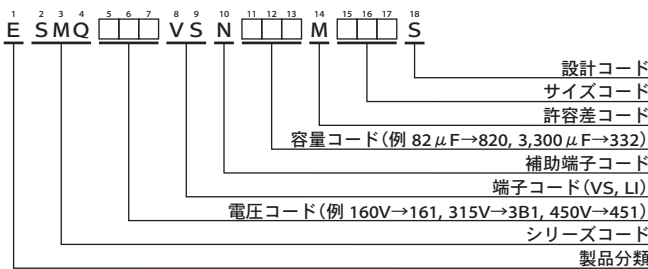 1 2 3 4 5 6 7 8 9 10 11 12 13 14 15 16 17 18
E SMQ □□□ VS N □□□ M □□□ S
設計コード
サイズコード
許容差コード
容量コード(例 82μF→820, 3,300μF→332)
補助端子コード
端子コード(VS, LI)
電圧コード(例 160V→161, 315V→3B1, 450V→451)
シリーズコード
製品分類